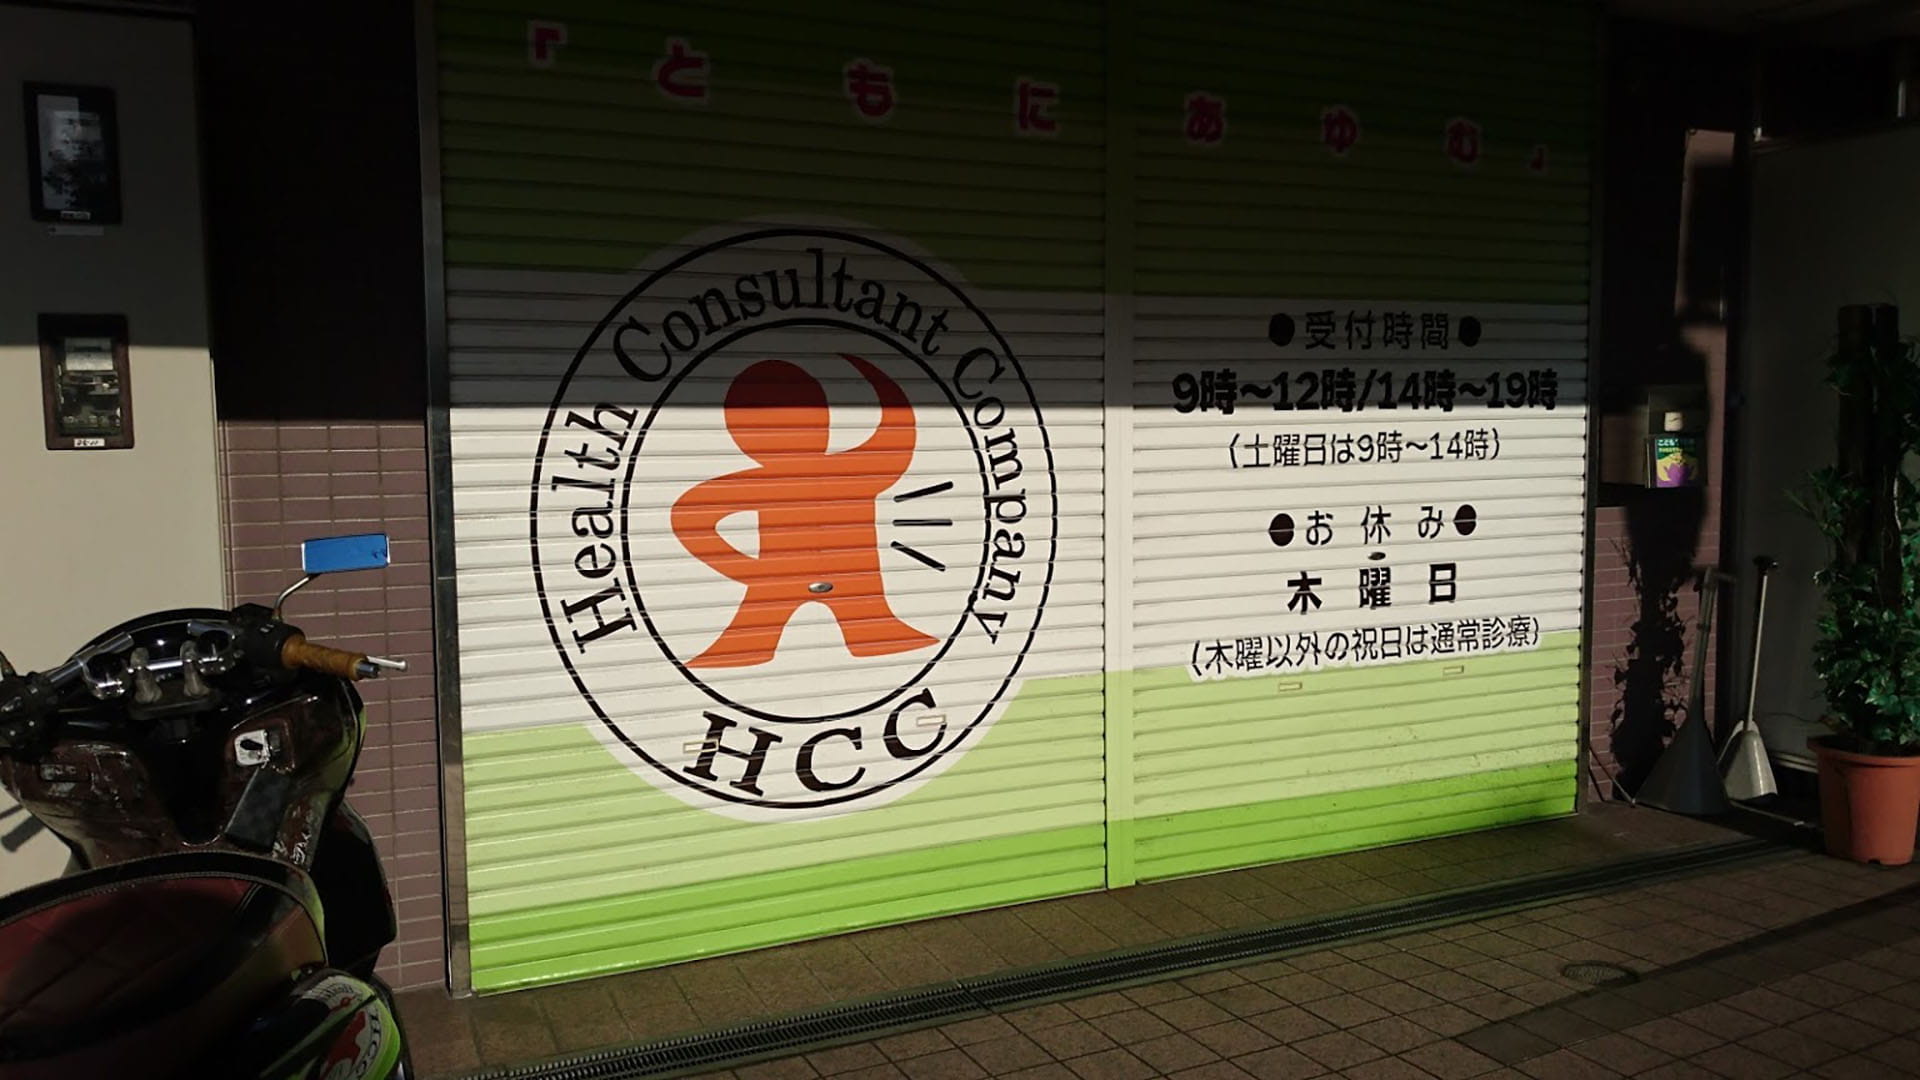 『ともにあゆむ』
Health Consultant Company
HCC
●受付時間●
9時～12時/14時～19時
(土曜日は9時～14時)
●お休み●
木曜日
(木曜以外の祝日は通常診療)
HCC